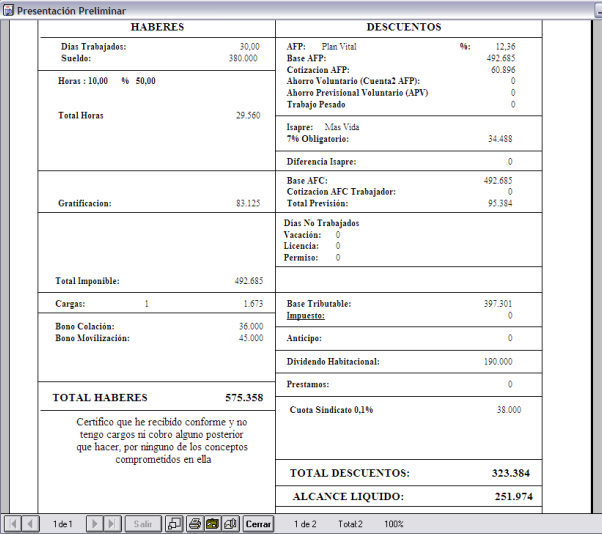 Presentación Preliminar
HABERES
Días Trabajados: 30,00
Sueldo: 380.000
Horas : 10,00 % 50,00
Total Horas 29.560
Gratificacion: 83.125
Total Imponible: 492.685
Cargas: 1 1.673
Bono Colación: 36.000
Bono Movilización: 45.000
TOTAL HABERES 575.358
Certifico que he recibido conforme y no
tengo cargos ni cobro alguno posterior
que hacer, por ninguno de los conceptos
comprometidos en ella
DESCUENTOS
AFP: Plan Vital %: 12,36
Base AFP: 492.685
Cotizacion AFP: 60.896
Ahorro Voluntario (Cuenta2 AFP): 0
Ahorro Previsional Voluntario (APV) 0
Trabajo Pesado 0
Isapre: Mas Vida
7% Obligatorio: 34.488
Diferencia Isapre: 0
Base AFC: 492.685
Cotizacion AFC Trabajador: 0
Total Previsión: 95.384
Días No Trabajados
Vacación: 0
Licencia: 0
Permiso: 0
Base Tributable: 397.301
Impuesto: 0
Anticipo: 0
Dividendo Habitacional: 190.000
Prestamos: 0
Cuota Sindicato 0,1% 38.000
TOTAL DESCUENTOS: 323.384
ALCANCE LIQUIDO: 251.974
1 de 1 Salir Cerrar 1 de 2 Total:2 100%